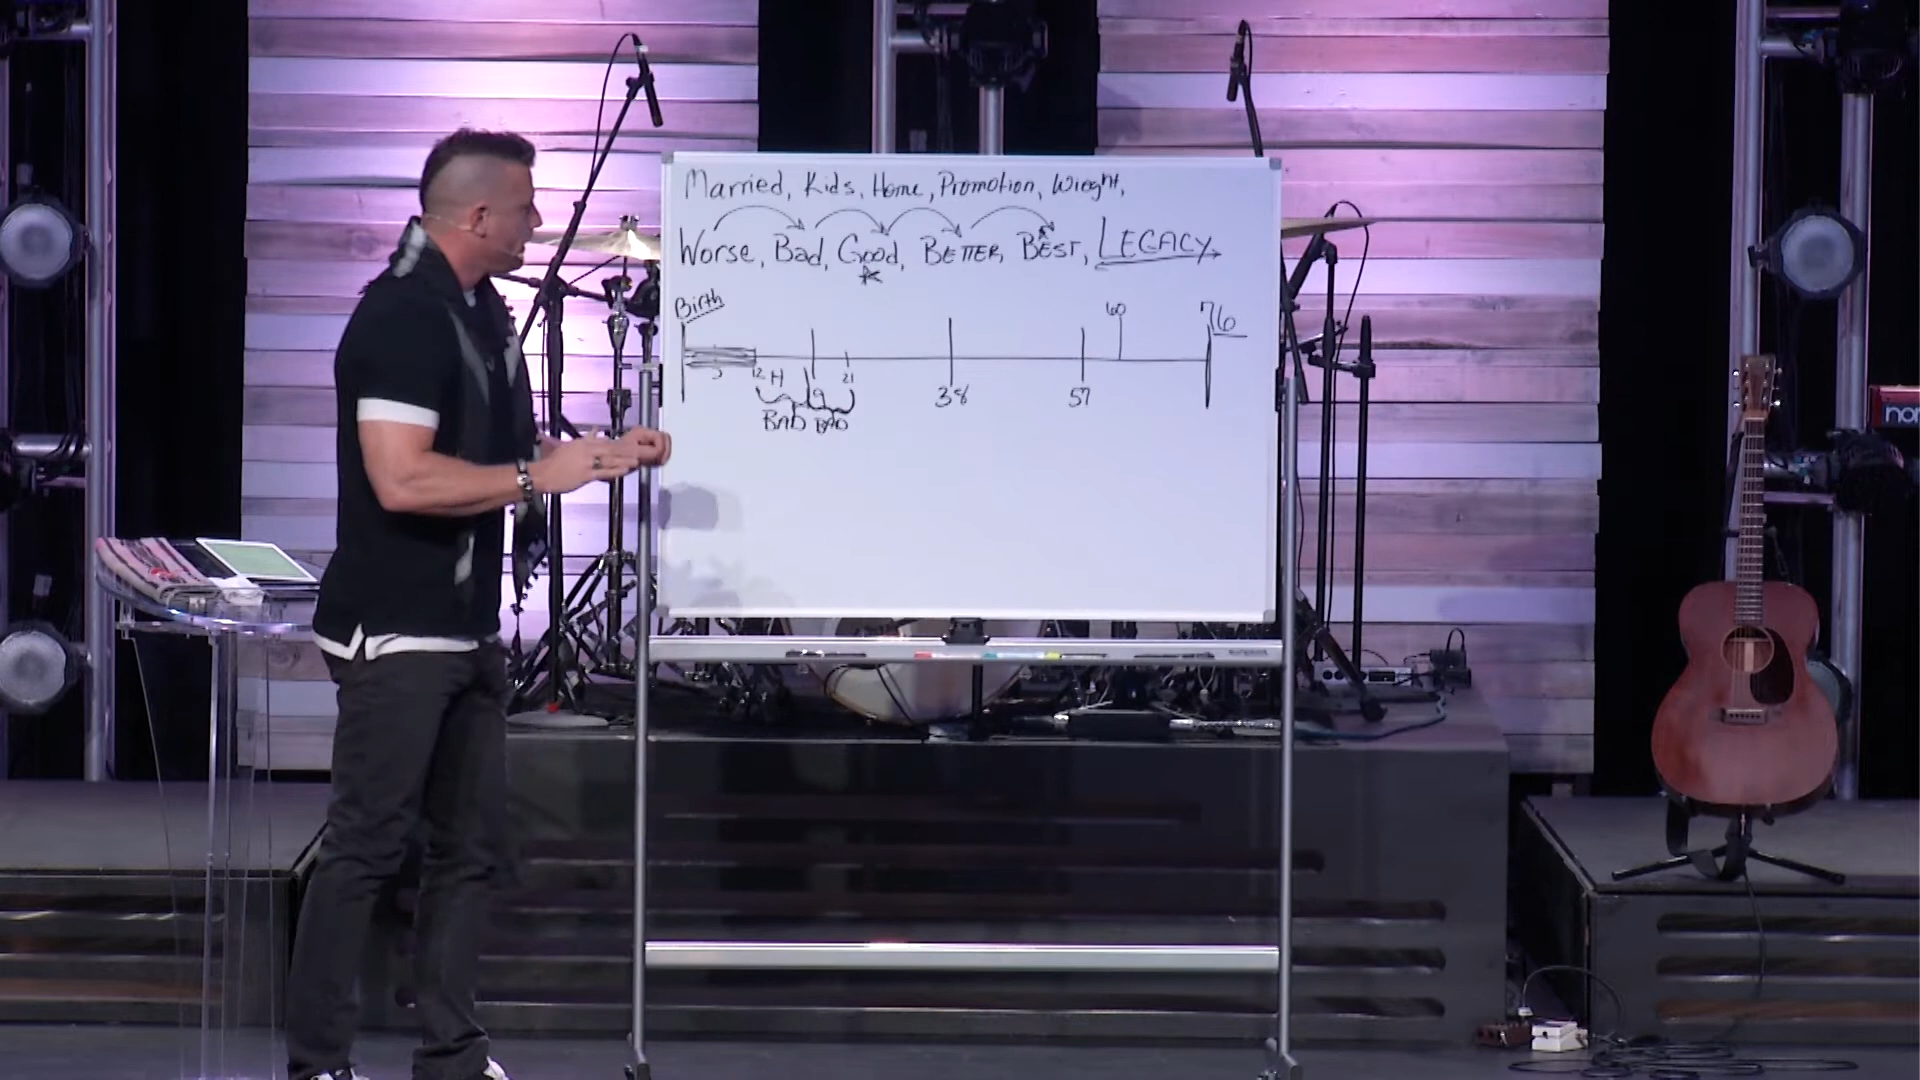 Married, Kids, Home, Promotion, Wieght,
Worse, Bad, Good, BETTER, BEST, LEGACY
Birth
60
76
12
19
21
38
57
BAD BAD
nor